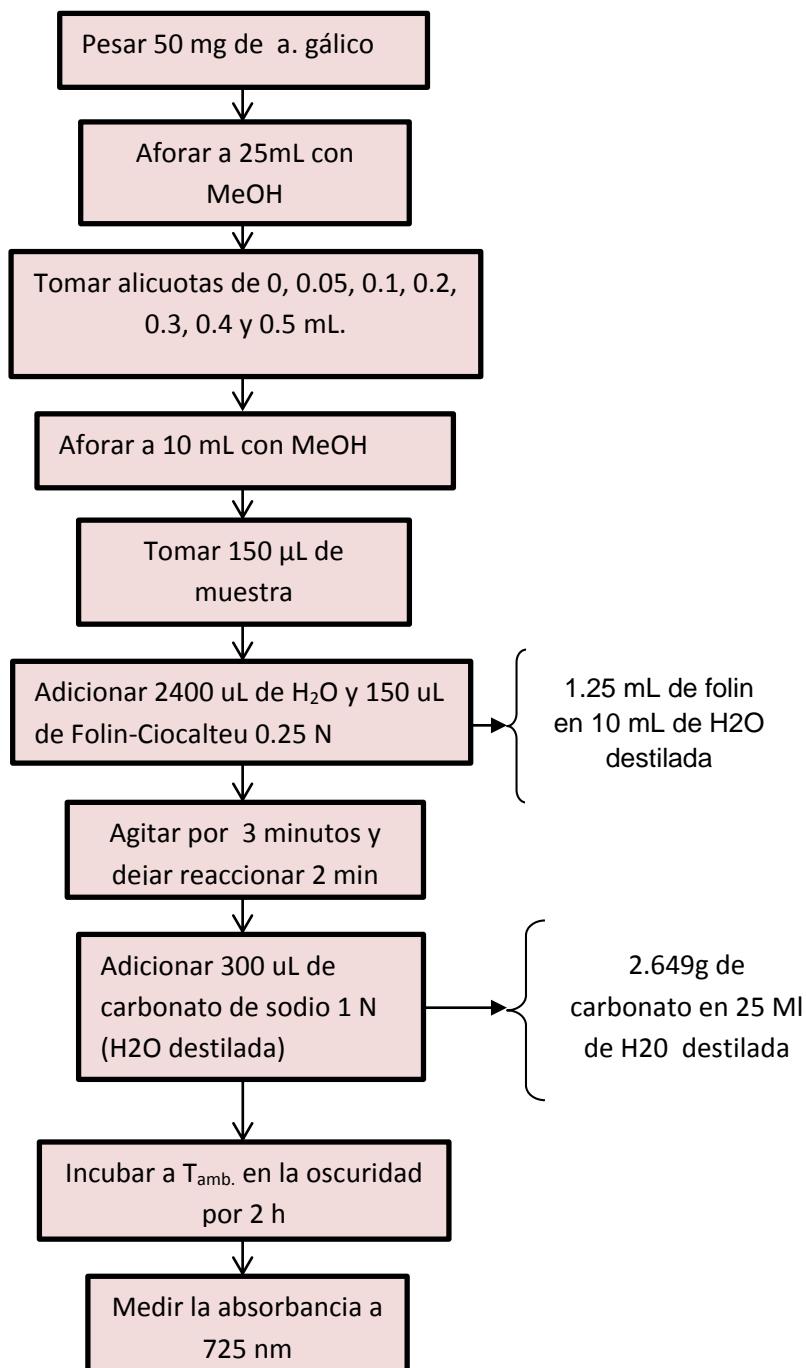 Pesar 50 mg de  a. gálico
Aforar a 25mL con
MeOH
Tomar alicuotas de 0, 0.05, 0.1, 0.2,
0.3, 0.4 y 0.5 mL.
Aforar a 10 mL con MeOH
Tomar 150 µL de
muestra
Adicionar 2400 uL de H₂O y 150 uL
de Folin-Ciocalteu 0.25 N
1.25 mL de folin
en 10 mL de H2O
destilada
Agitar por  3 minutos y
dejar reaccionar 2 min
Adicionar 300 uL de
carbonato de sodio 1 N
(H2O destilada)
2.649g de
carbonato en 25 Ml
de H20  destilada
Incubar a Tamb. en la oscuridad
por 2 h
Medir la absorbancia a
725 nm